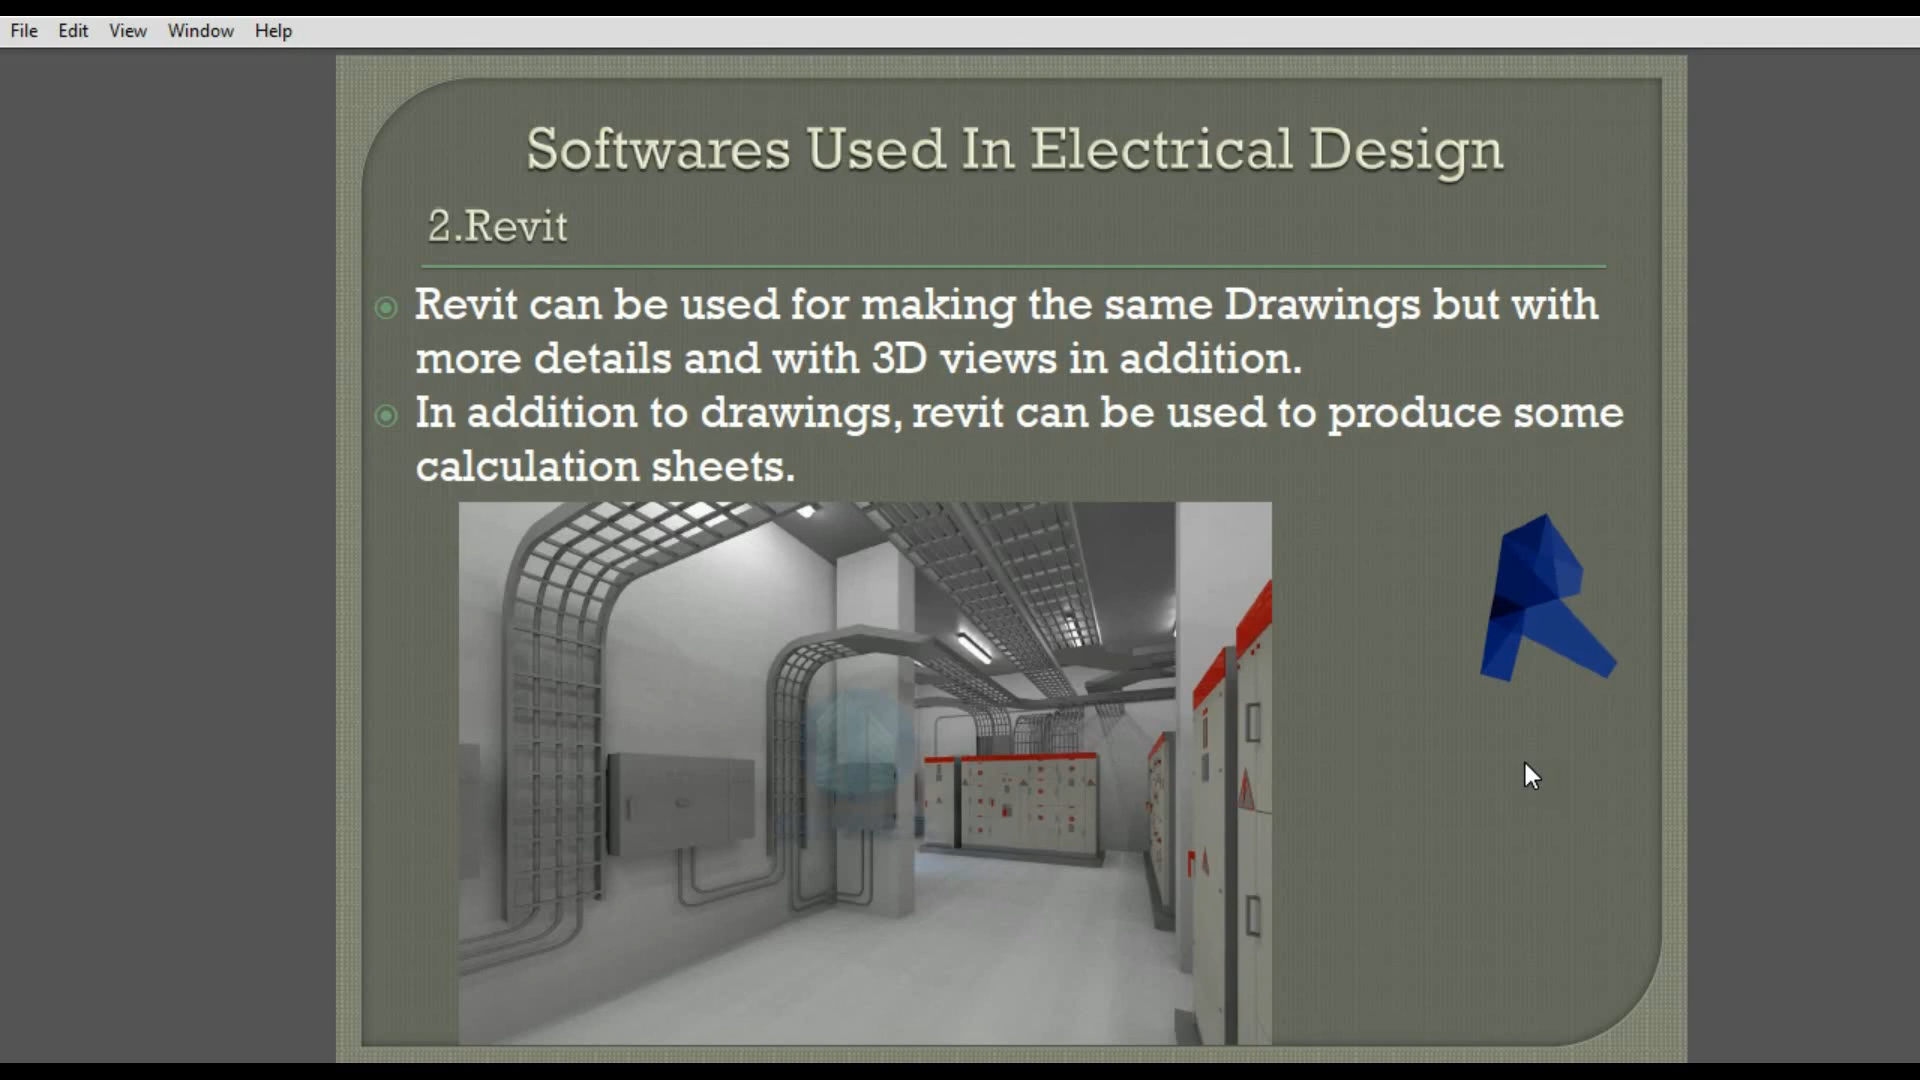 File Edit View Window Help
Softwares Used In Electrical Design
2.Revit
Revit can be used for making the same Drawings but with
more details and with 3D views in addition.
In addition to drawings, revit can be used to produce some
calculation sheets.